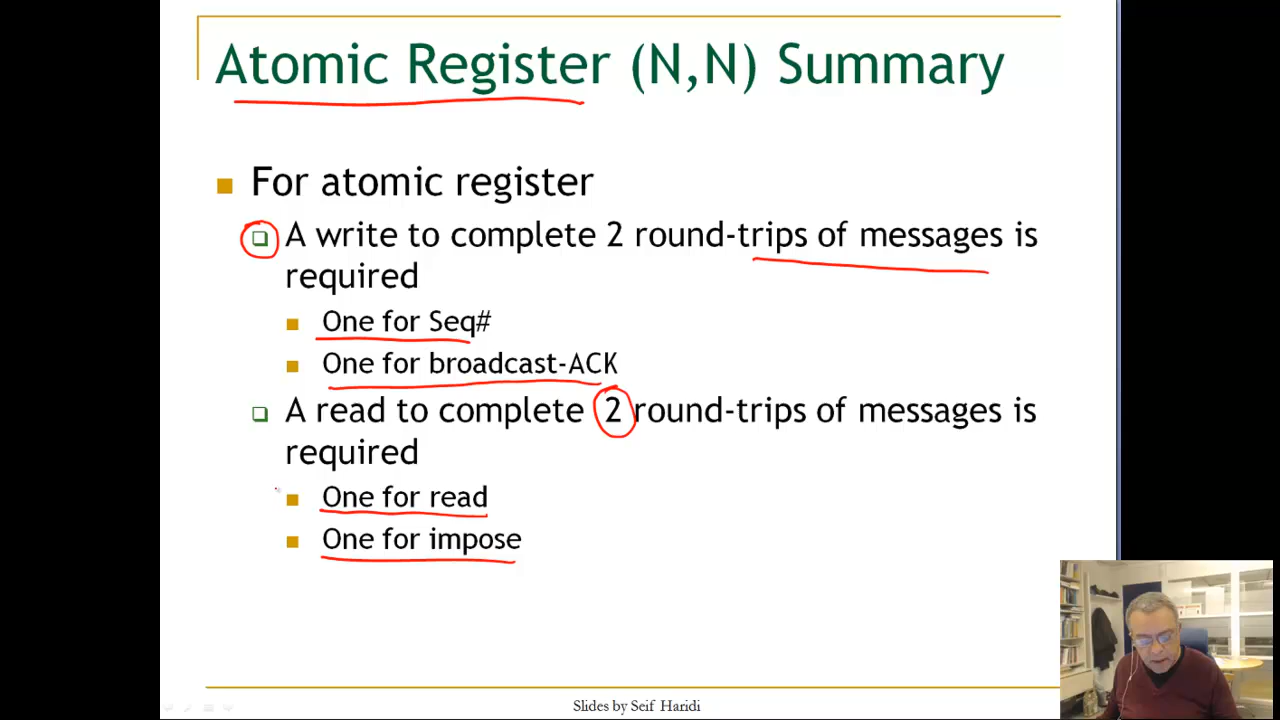 Atomic Register (N,N) Summary
For atomic register
A write to complete 2 round-trips of messages is
required
One for Seq#
One for broadcast-ACK
A read to complete 2 round-trips of messages is
required
One for read
One for impose
Slides by Seif Haridi